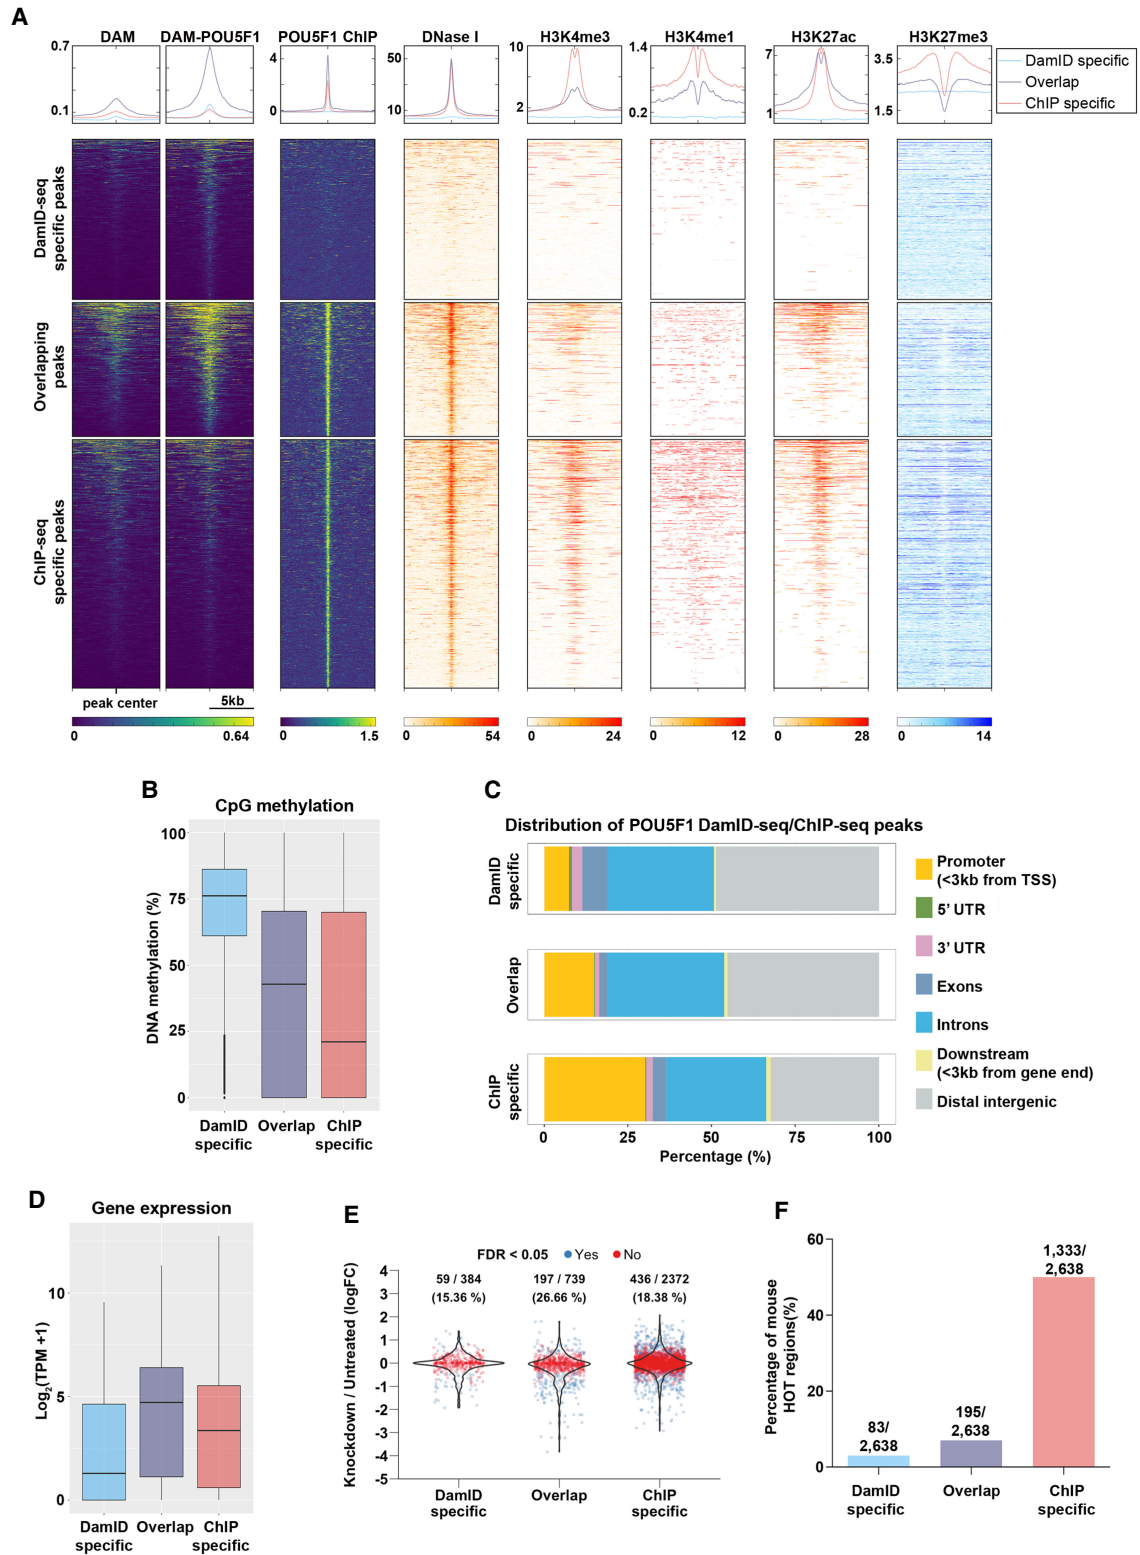 A
DAM
DAM-POU5F1
POU5F1 ChIP
DNase I
H3K4me3
H3K4me1
H3K27ac
H3K27me3
0.7
0.1
4
0
50
10
10
2
1.4
0.2
7
1
3.5
1.5
DamID specific
Overlap
ChIP specific
DamID-seq
specific peaks
Overlapping
peaks
ChIP-seq
specific peaks
peak center
5kb
0 0.64
0 1.5
0 54
0 24
0 12
0 28
0 14
B
CpG methylation
DNA methylation (%)
100
75
50
25
0
DamID
specific
Overlap
ChIP
specific
C
Distribution of POU5F1 DamID-seq/ChIP-seq peaks
DamID
specific
Overlap
ChIP
specific
0 25 50 75 100
Percentage (%)
Promoter
(<3kb from TSS)
5' UTR
3' UTR
Exons
Introns
Downstream
(<3kb from gene end)
Distal intergenic
D
Gene expression
Log2(TPM +1)
10
5
0
DamID
specific
Overlap
ChIP
specific
E
FDR < 0.05 Yes No
Knockdown / Untreated (logFC)
4
3
2
1
0
-1
-2
-3
-4
-5
59 / 384
(15.36 %)
197 / 739
(26.66 %)
436 / 2372
(18.38 %)
DamID
specific
Overlap
ChIP
specific
F
Percentage of mouse
HOT regions(%)
60
40
20
0
83/
2,638
195/
2,638
1,333/
2,638
DamID
specific
Overlap
ChIP
specific